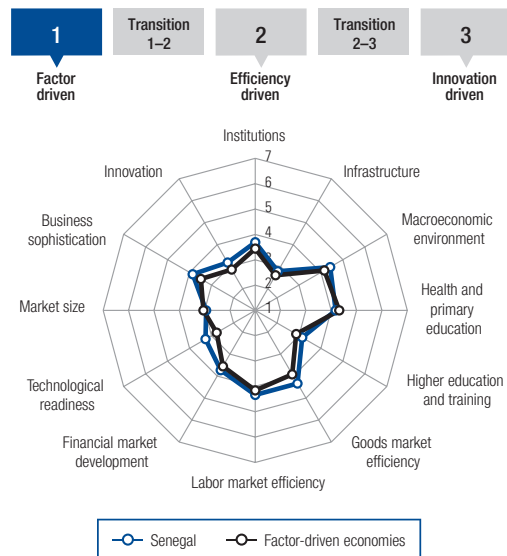 1
Transition
1–2
2
Transition
2–3
3
Factor
driven
Efficiency
driven
Innovation
driven
Institutions
7
Innovation
Infrastructure
6
5
Business
sophistication
Macroeconomic
environment
4
3
2
Market size
1
Health and
primary
education
Technological
readiness
Higher education
and training
Financial market
development
Goods market
efficiency
Labor market efficiency
Senegal
Factor-driven economies